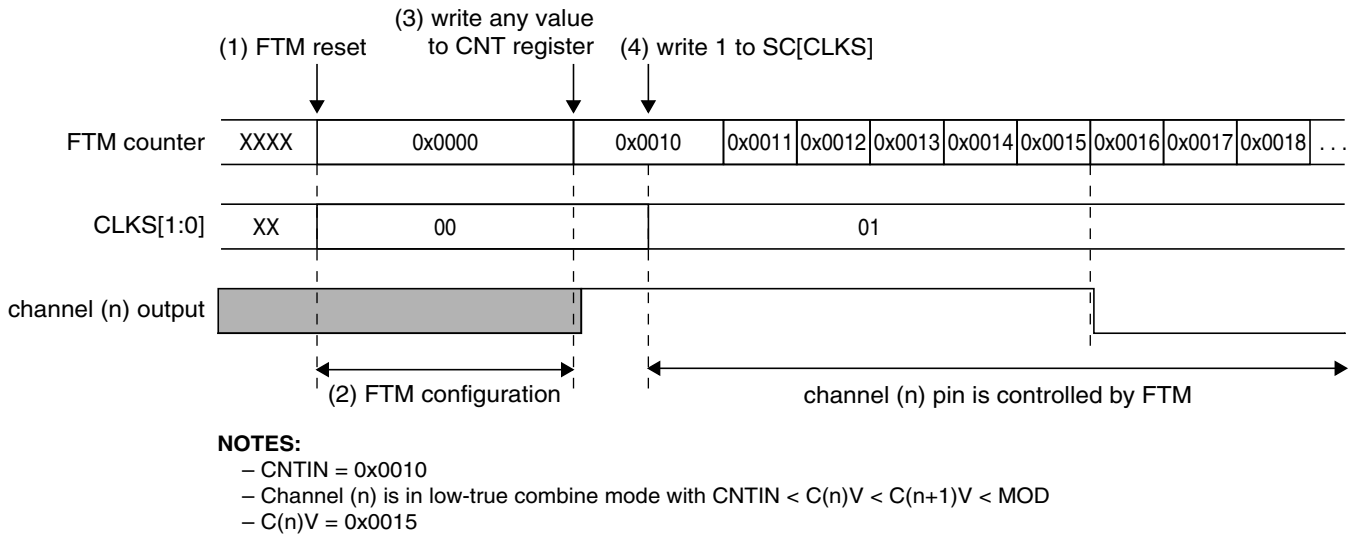 (3) write any value
(1) FTM reset to CNT register (4) write 1 to SC[CLKS]
FTM counter XXXX 0x0000 0x0010 0x0011 0x0012 0x0013 0x0014 0x0015 0x0016 0x0017 0x0018 . . .
CLKS[1:0] XX 00 01
channel (n) output
(2) FTM configuration channel (n) pin is controlled by FTM
NOTES:
– CNTIN = 0x0010
– Channel (n) is in low-true combine mode with CNTIN < C(n)V < C(n+1)V < MOD
– C(n)V = 0x0015